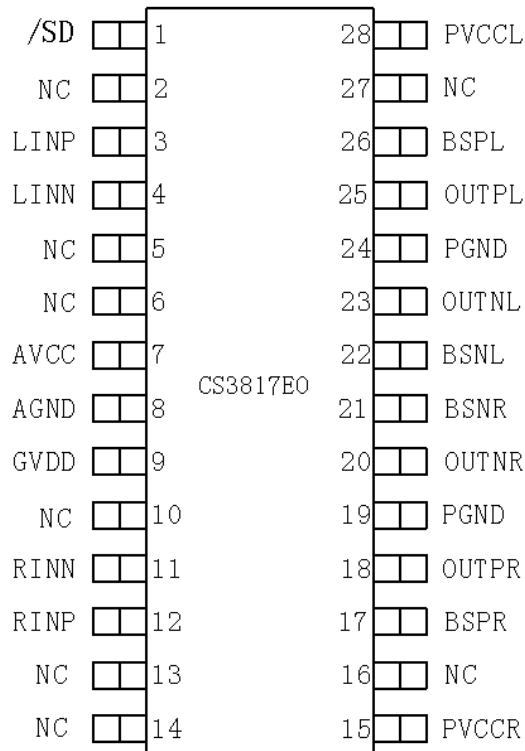 /SD 1 28 PVCCL
NC 2 27 NC
LINP 3 26 BSPL
LINN 4 25 OUTPL
NC 5 24 PGND
NC 6 23 OUTNL
AVCC 7 22 BSNL
CS3817EO
AGND 8 21 BSNR
GVDD 9 20 OUTNR
NC 10 19 PGND
RINN 11 18 OUTPR
RINP 12 17 BSPR
NC 13 16 NC
NC 14 15 PVCCR